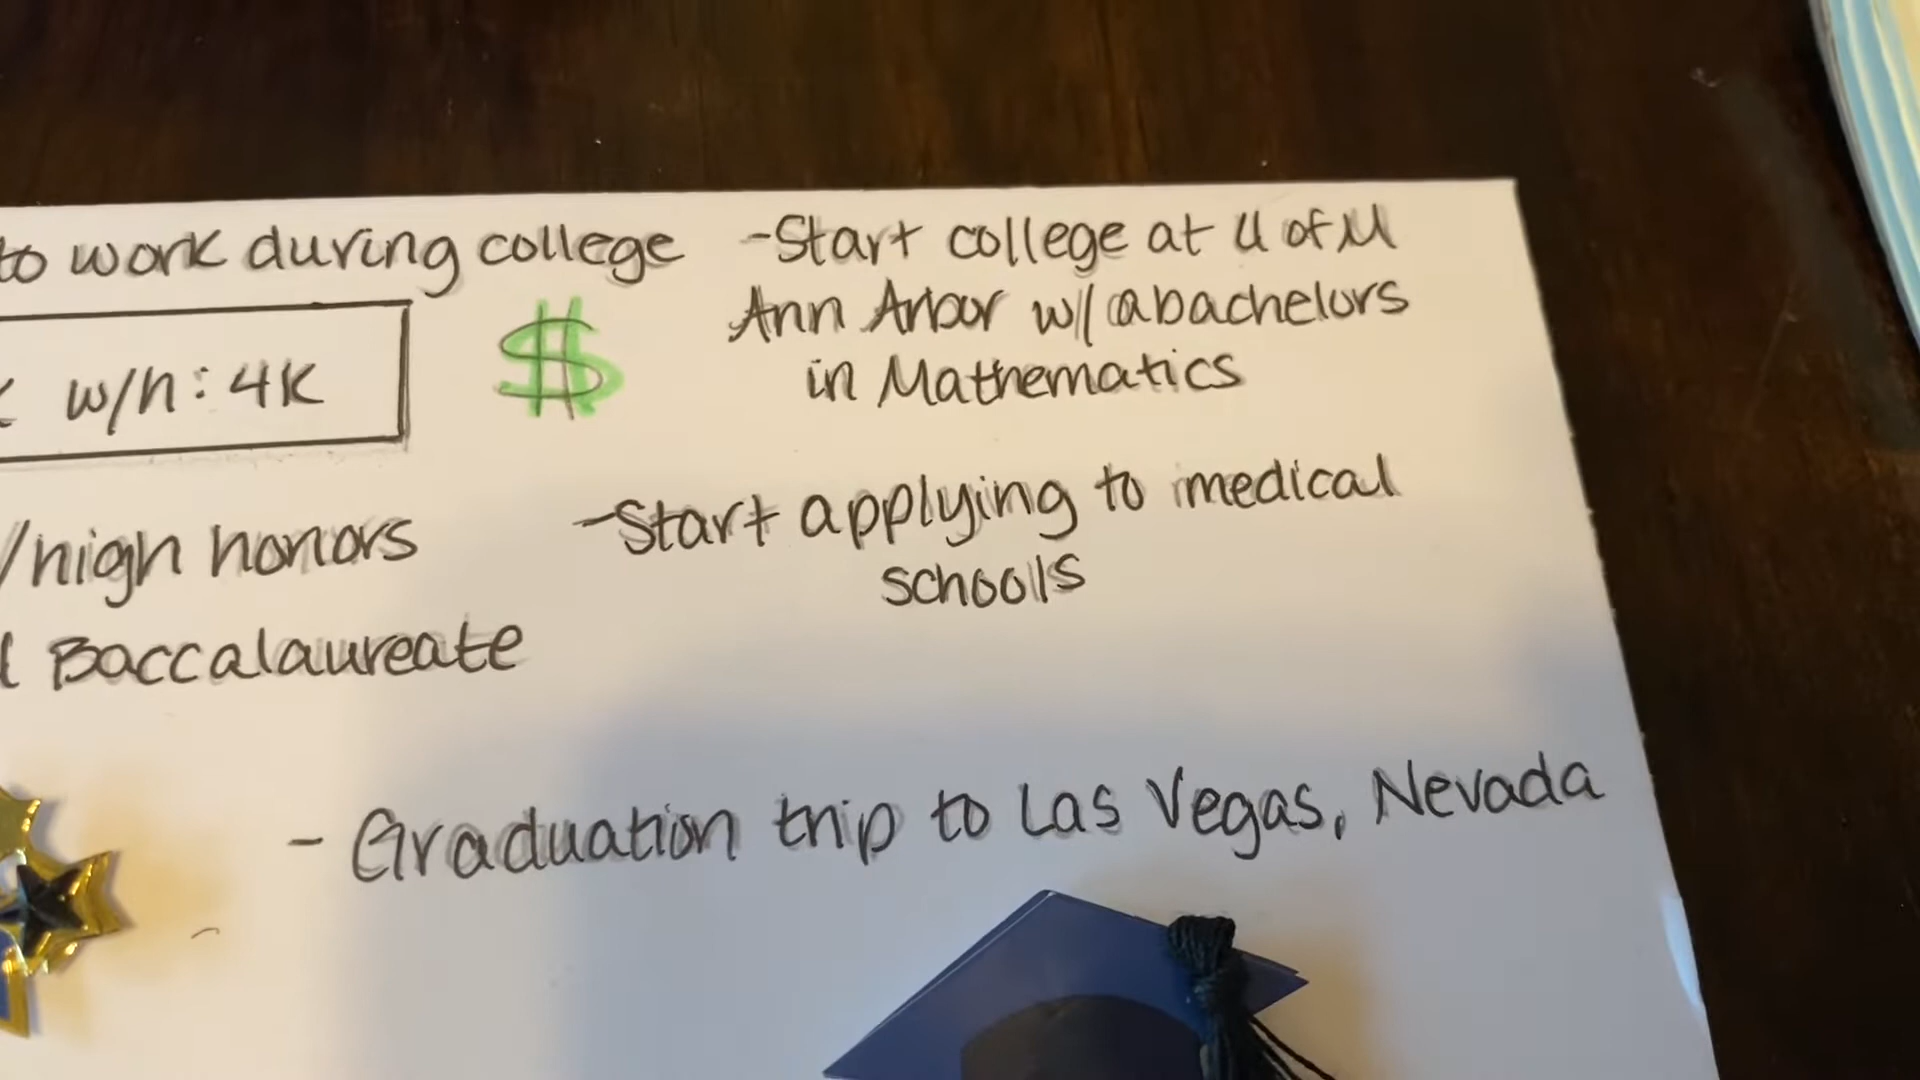 to work during college
-Start college at U of M
Ann Arbor w/ a bachelors
in Mathematics
w/h: 4K
$
-Start applying to medical
schools
/high honors
Baccalaureate
- Graduation trip to Las Vegas, Nevada